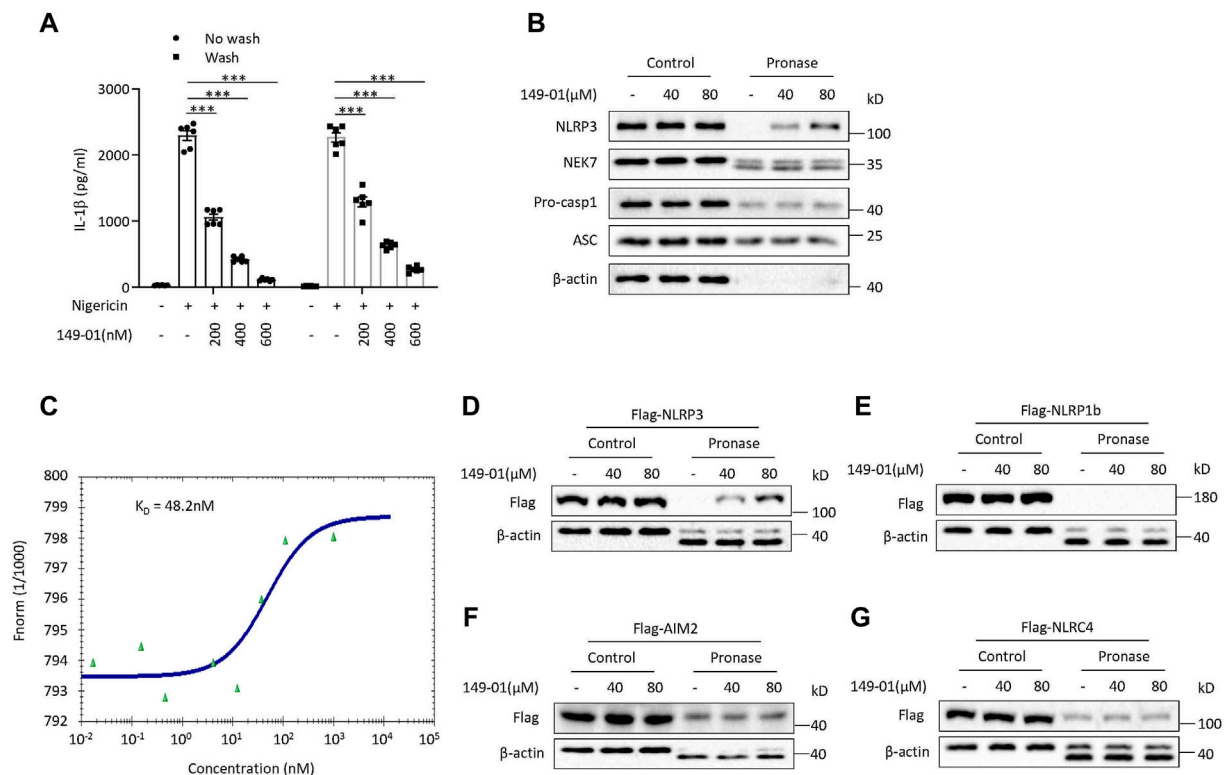 A
No wash
Wash
*** ***
*** ***
*** ***
3000
2000
1000
0
IL-1β (pg/ml)
Nigericin - + + + + - + + + +
149-01(nM) - - 200 400 600 - - 200 400 600
B
Control Pronase
149-01(μM) - 40 80 - 40 80 kD
NLRP3 100
NEK7 35
Pro-casp1 40
ASC 25
β-actin 40
C
800
799
798
797
796
795
794
793
792
K_D = 48.2nM
Fnorm (1/1000)
10^-2 10^-1 10^0 10^1 10^2 10^3 10^4 10^5
Concentration (nM)
D
Flag-NLRP3
Control Pronase
149-01(μM) - 40 80 - 40 80 kD
Flag 100
β-actin 40
E
Flag-NLRP1b
Control Pronase
149-01(μM) - 40 80 - 40 80 kD
Flag 180
β-actin 40
F
Flag-AIM2
Control Pronase
149-01(μM) - 40 80 - 40 80 kD
Flag 40
β-actin 40
G
Flag-NLRC4
Control Pronase
149-01(μM) - 40 80 - 40 80 kD
Flag 100
β-actin 40